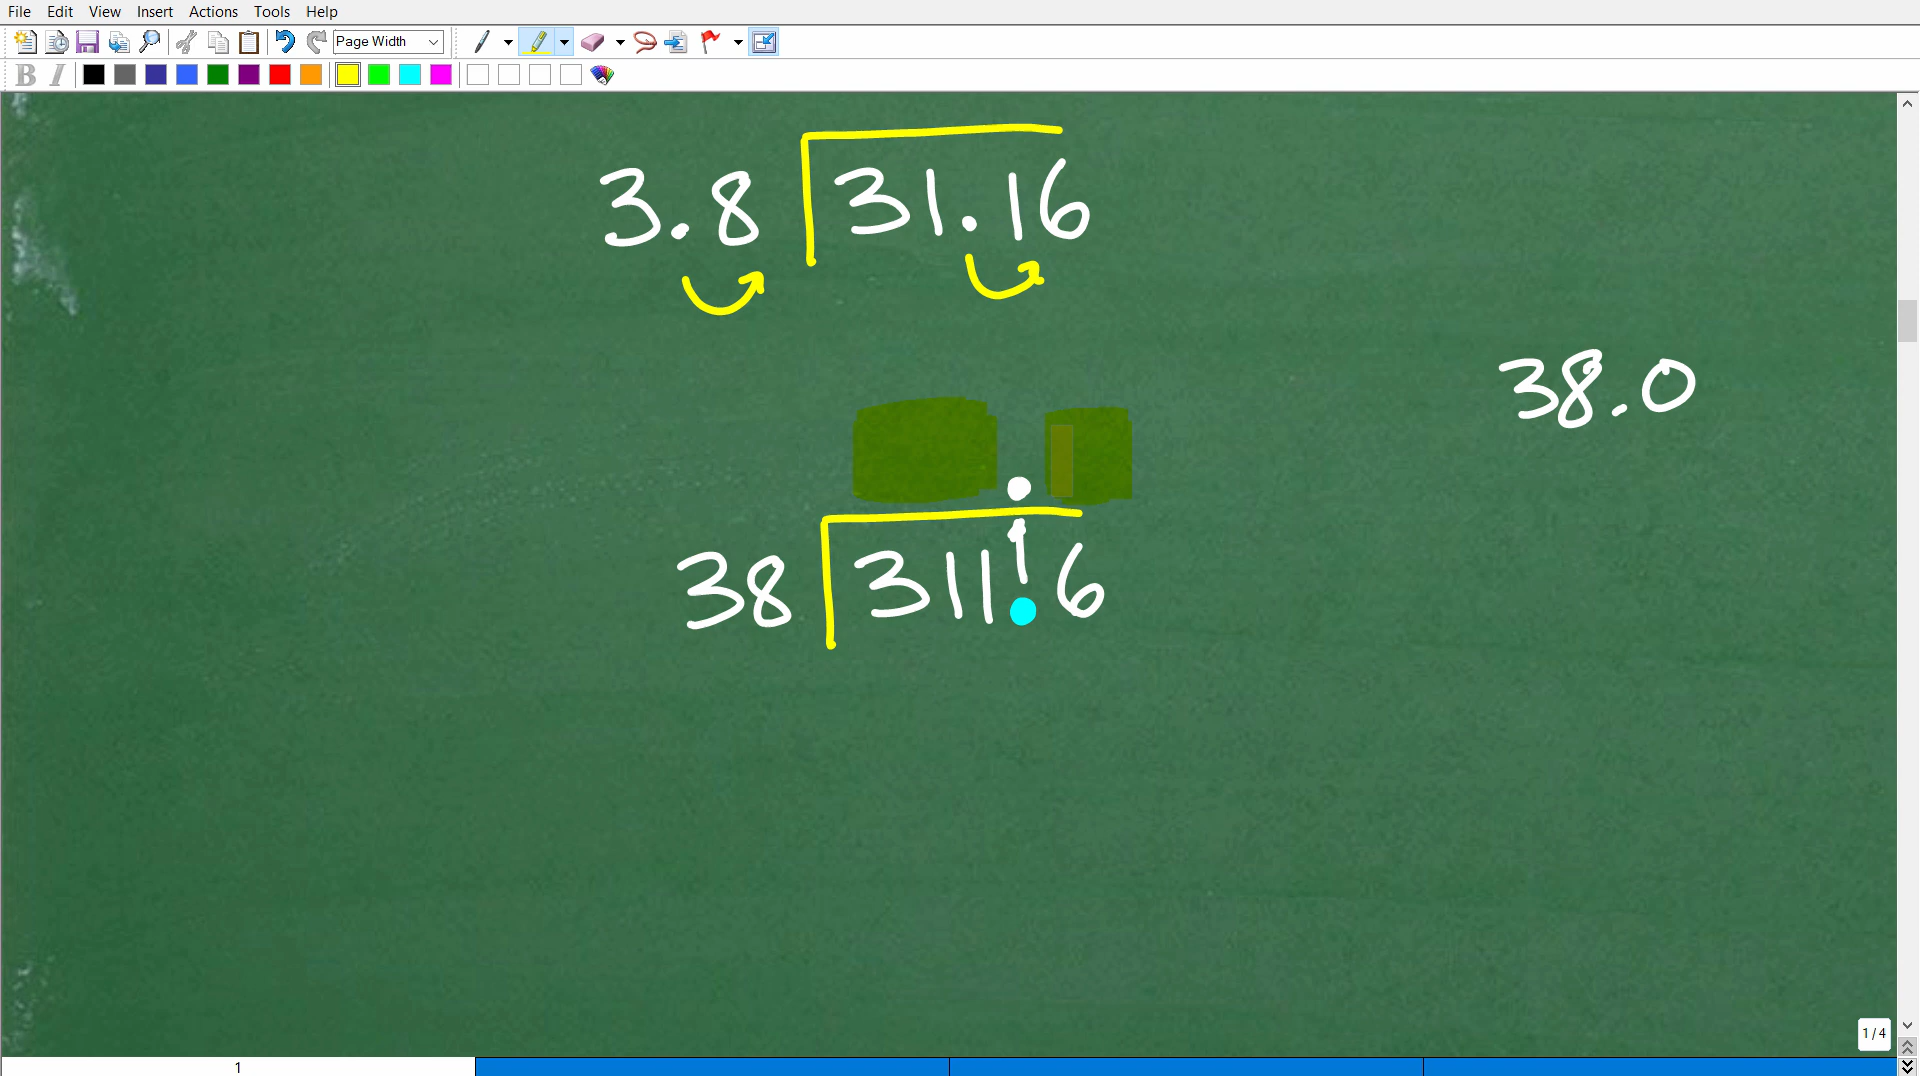 File Edit View Insert Actions Tools Help
Page Width
B I
3.8 31.16
38.0
.
38 311.6
1 / 4
1